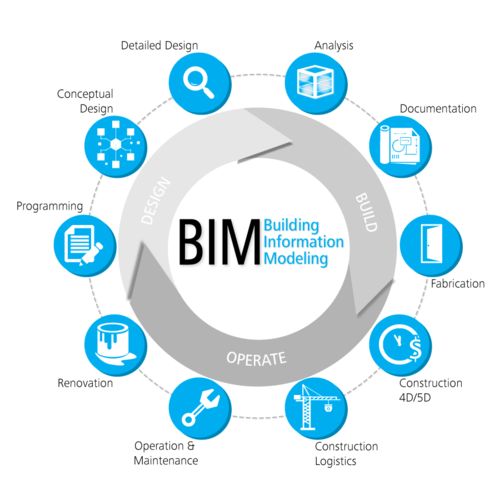 Detailed Design
Analysis
Conceptual
Design
Documentation
Programming
DESIGN
BUILD
BIM
Building
Information
Modeling
Fabrication
OPERATE
Renovation
Construction
4D/5D
Operation &
Maintenance
Construction
Logistics
$